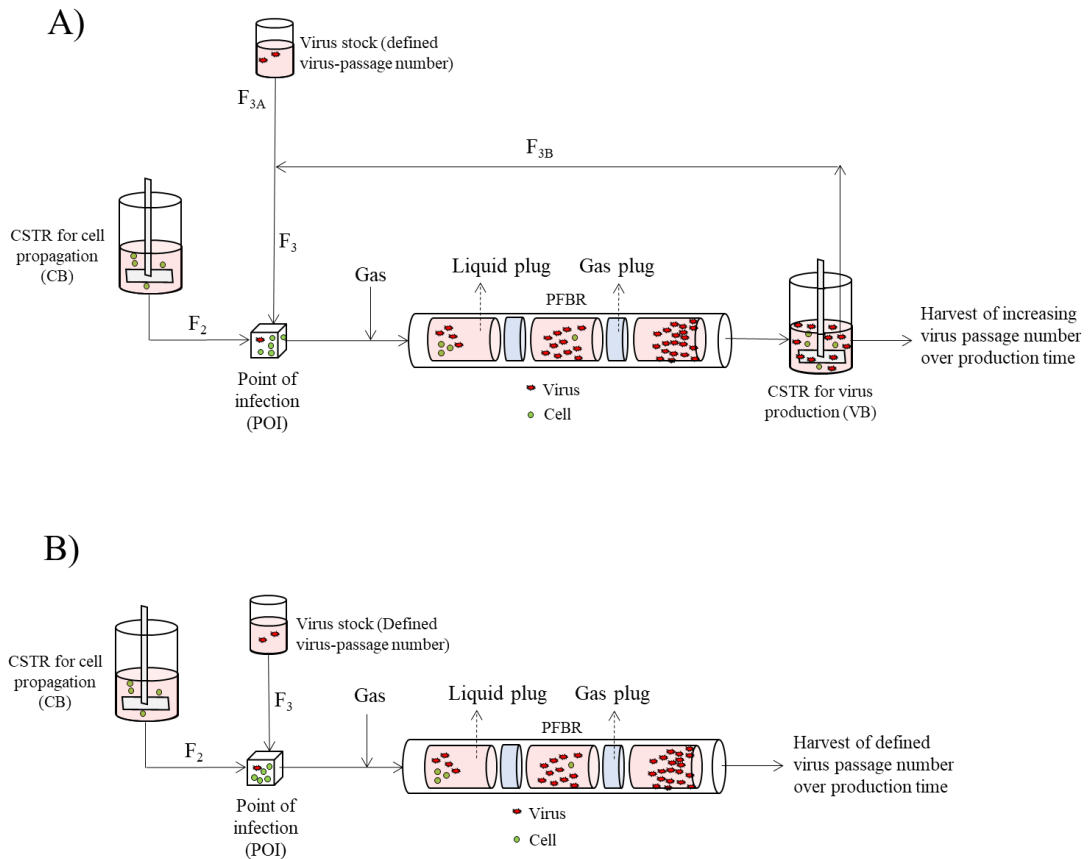 A)
Virus stock (defined
virus-passage number)
F3A
F3B
CSTR for cell
propagation
(CB)
F3
Gas
Liquid plug
Gas plug
PFBR
F2
Harvest of increasing
virus passage number
over production time
Point of
infection
(POI)
Virus
Cell
CSTR for virus
production (VB)
B)
Virus stock (Defined
virus-passage number)
CSTR for cell
propagation
(CB)
F3
Gas
Liquid plug
Gas plug
PFBR
F2
Harvest of defined
virus passage number
over production time
Point of
infection
(POI)
Virus
Cell